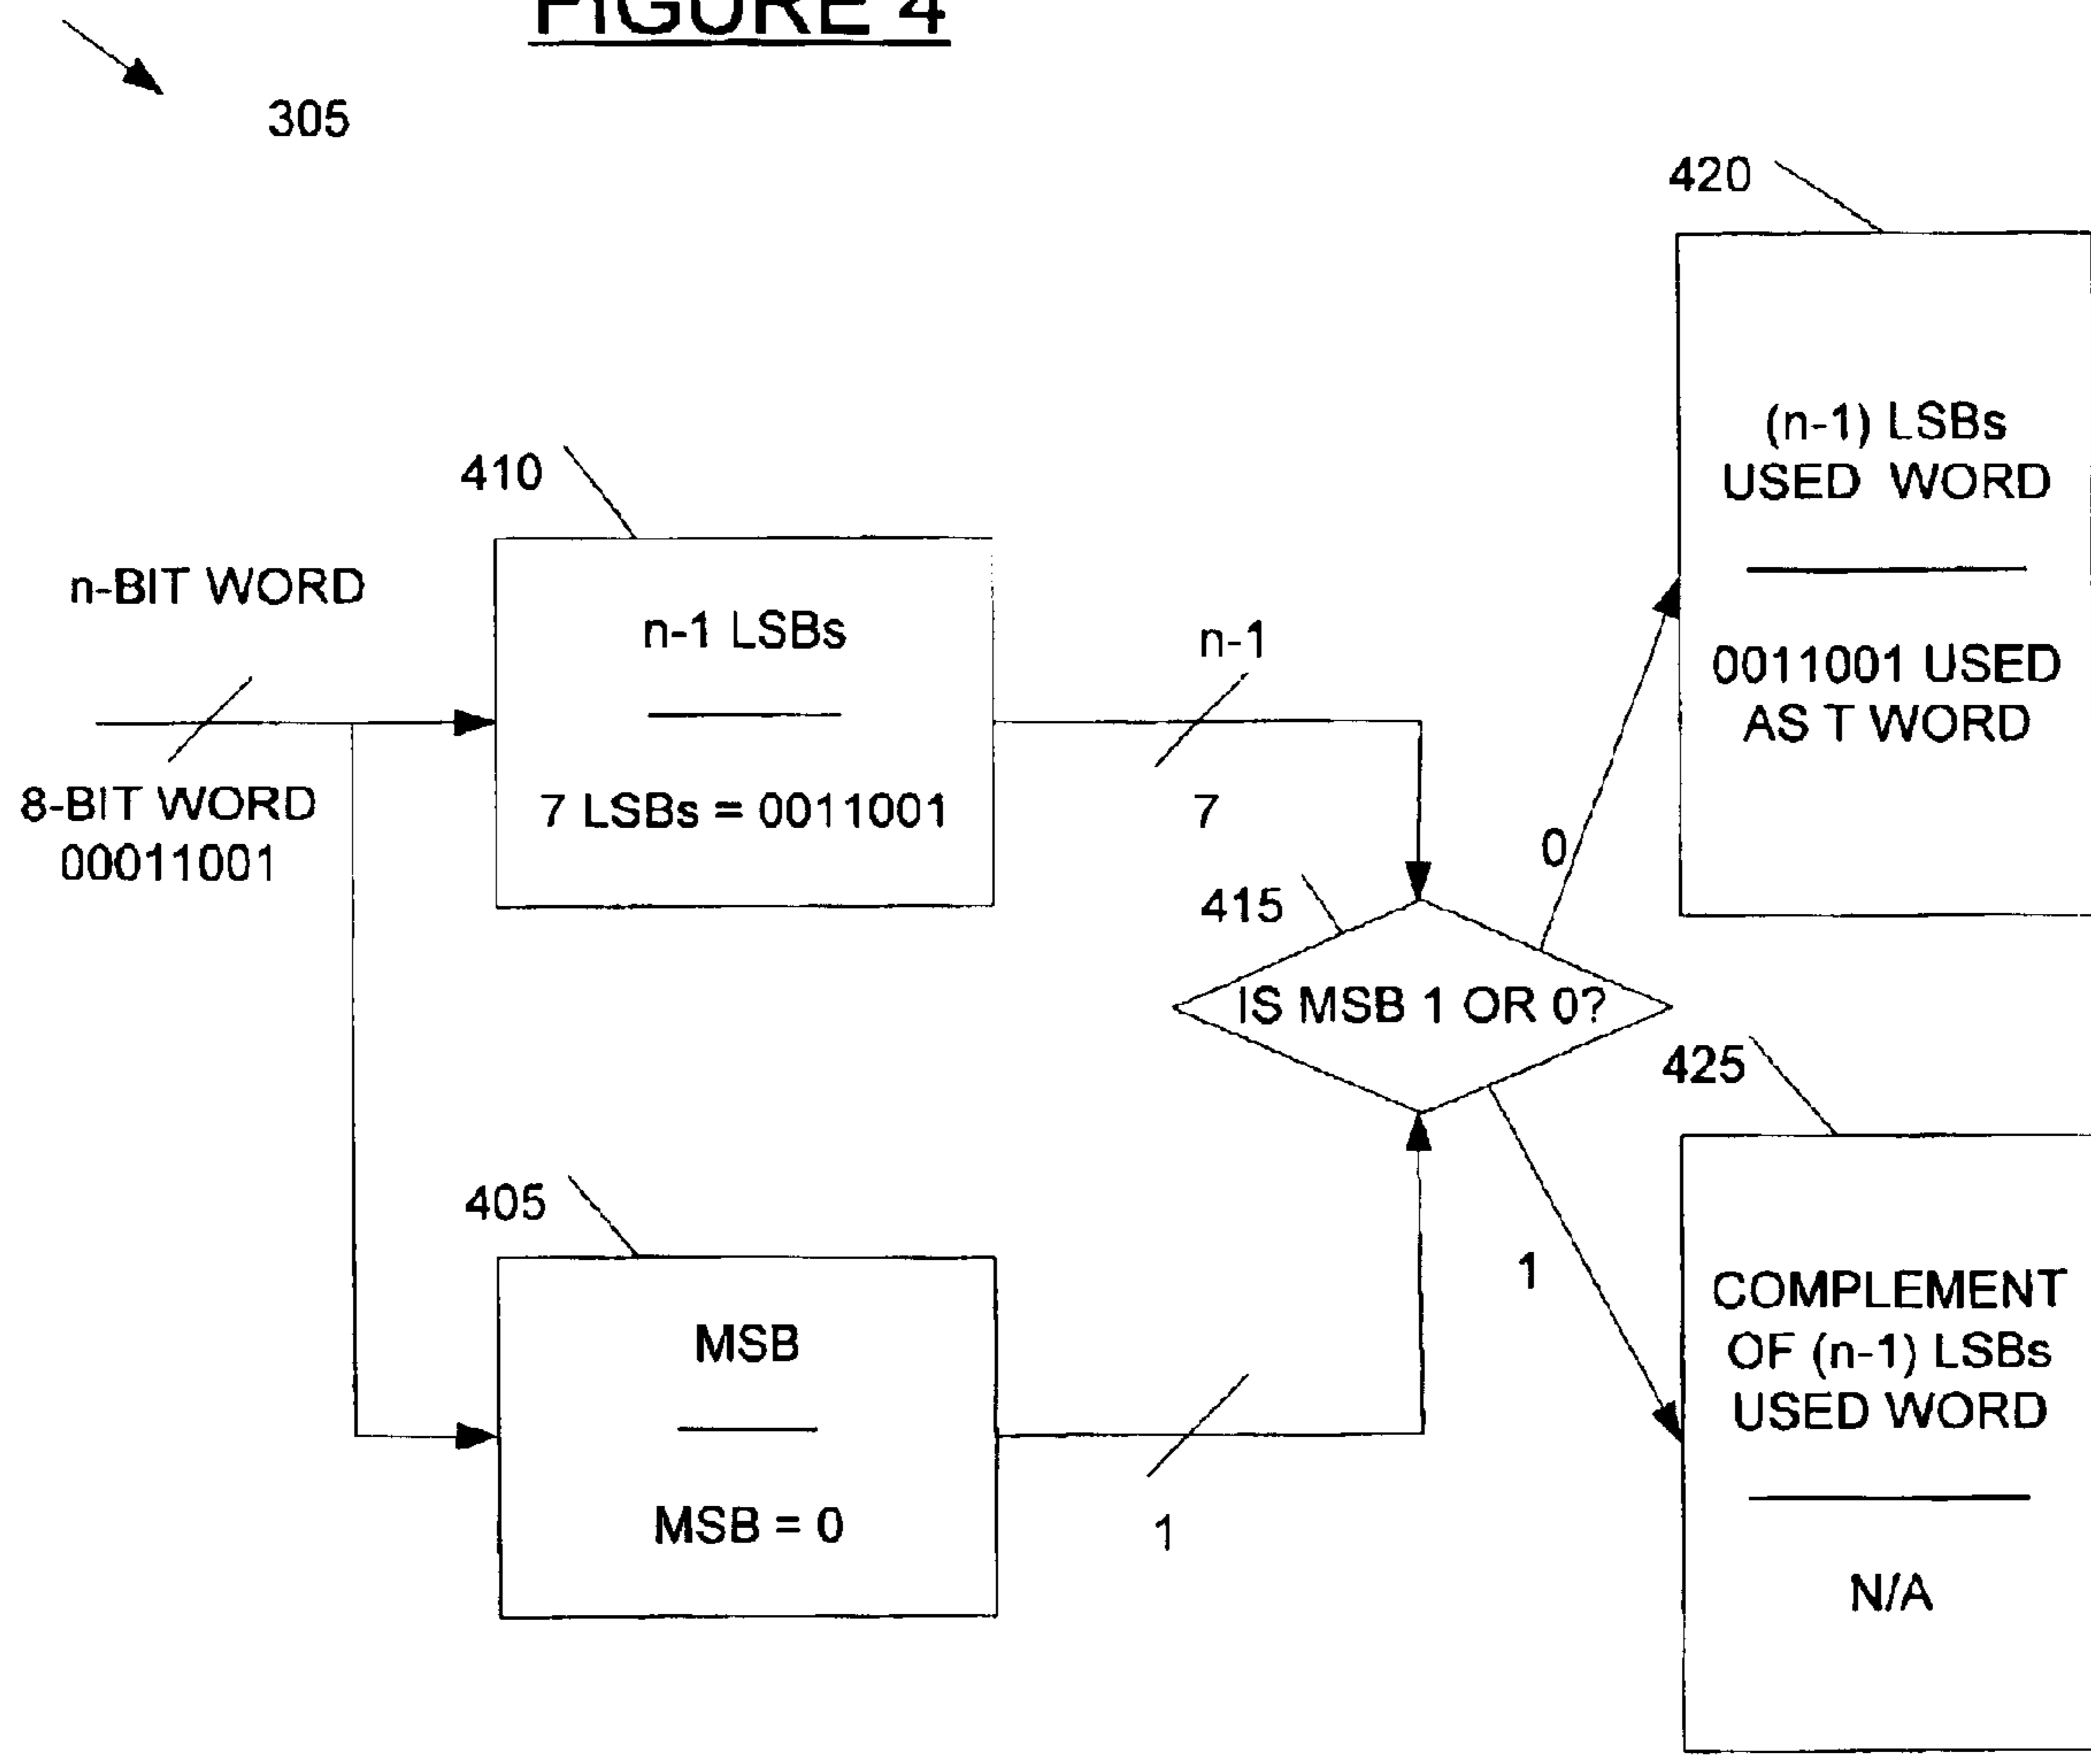 FIGURE 4
305
420
(n-1) LSBs
USED WORD
0011001 USED
AS T WORD
410
n-BIT WORD
n-1 LSBs
7 LSBs = 0011001
n-1
7
8-BIT WORD
00011001
0
415
IS MSB 1 OR 0?
425
405
MSB
MSB = 0
1
1
COMPLEMENT
OF (n-1) LSBs
USED WORD
N/A